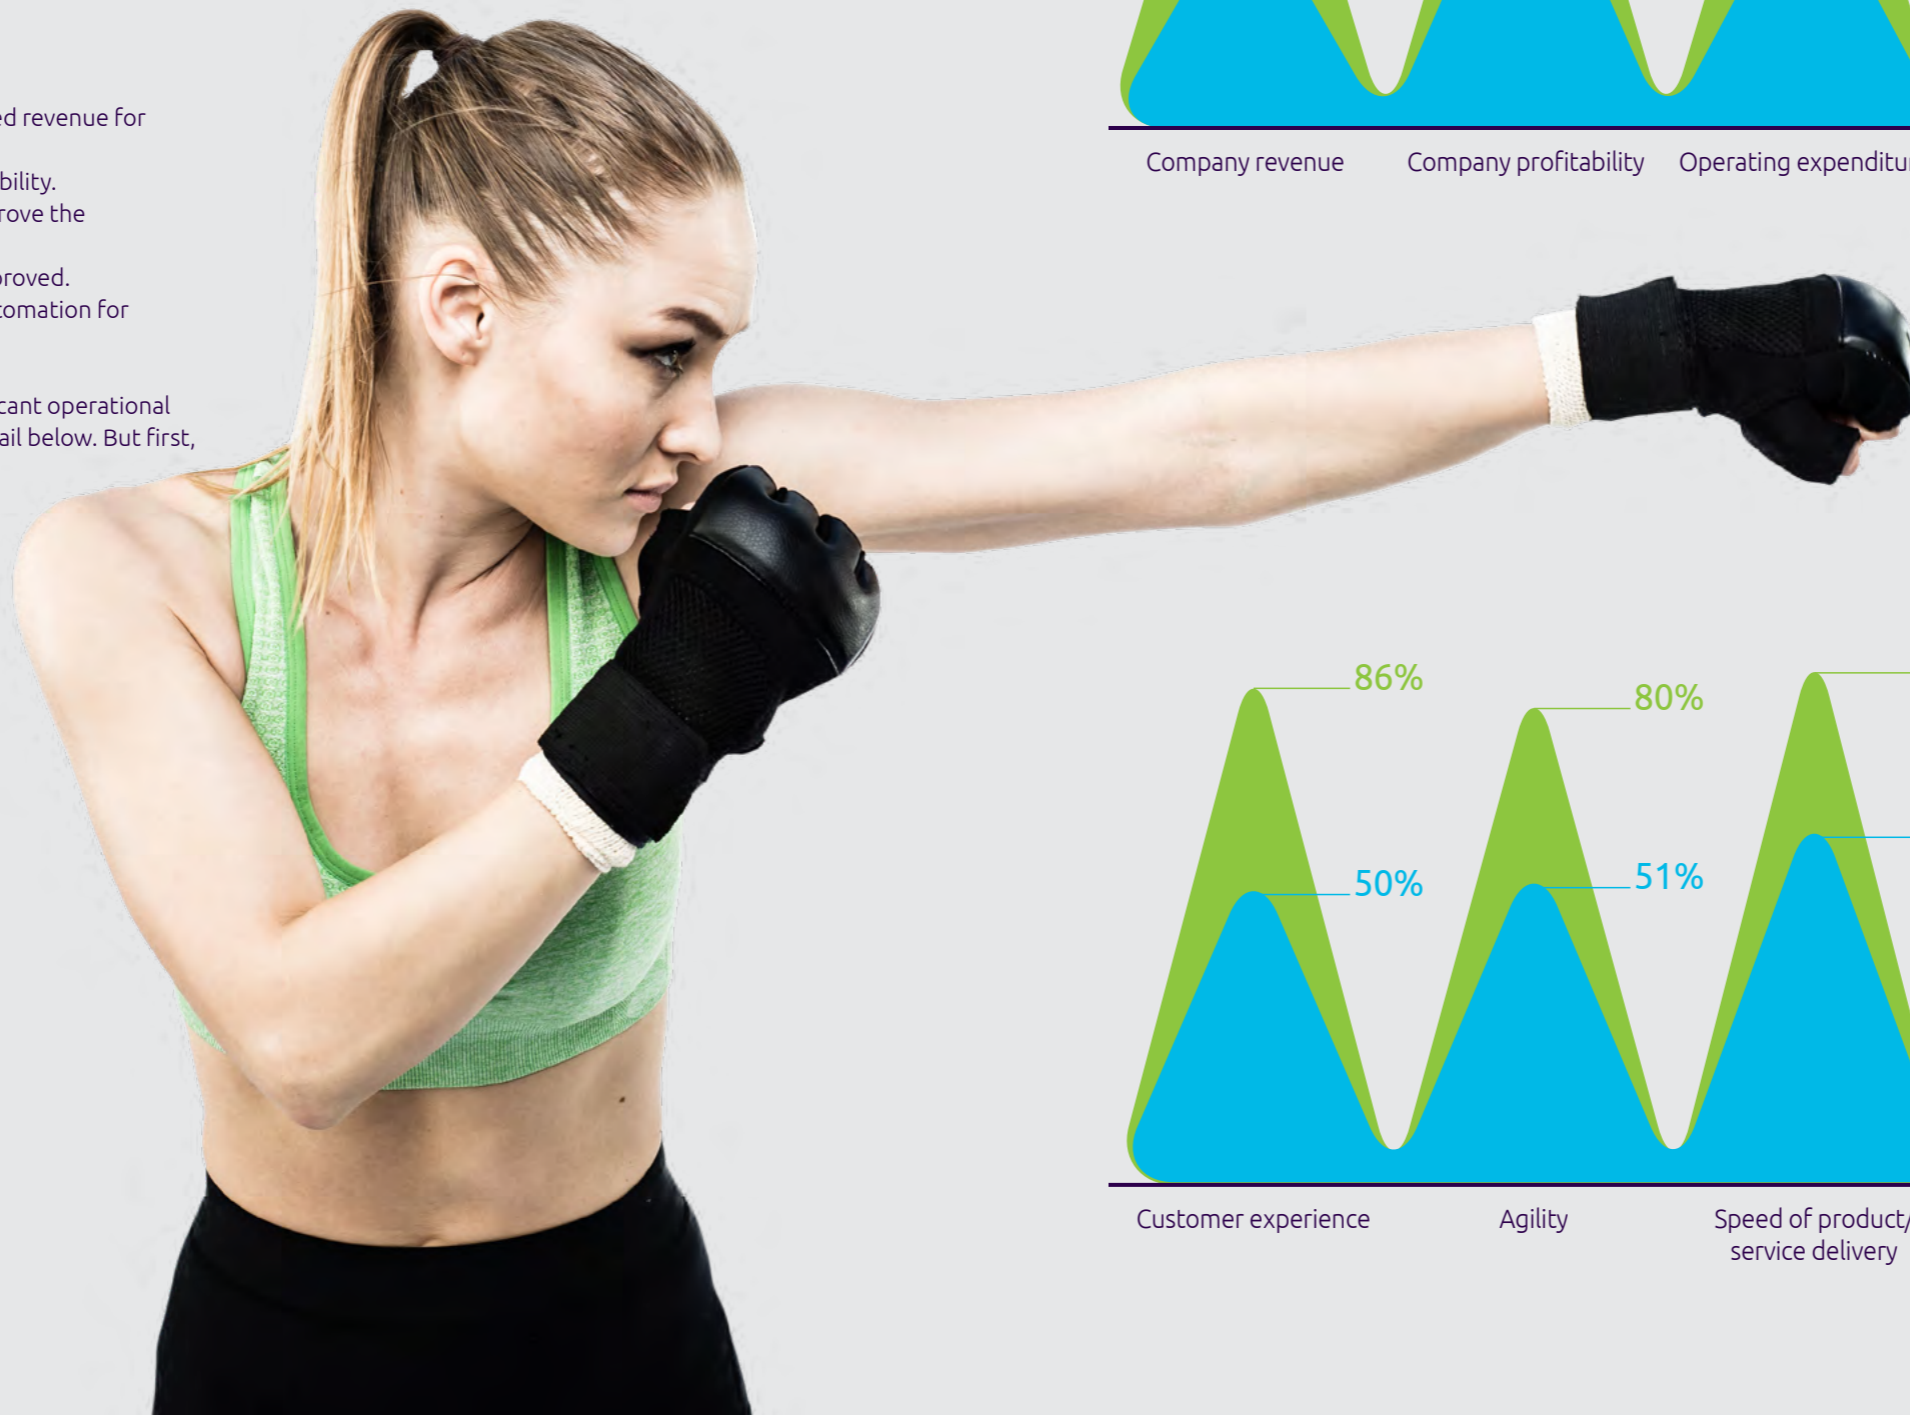 ed revenue for
bility.
rove the
proved.
tomation for
cant operational
ail below. But first,
Company revenue
Company profitability
Operating expenditu
86%
80%
50%
51%
Customer experience
Agility
Speed of product/
service delivery